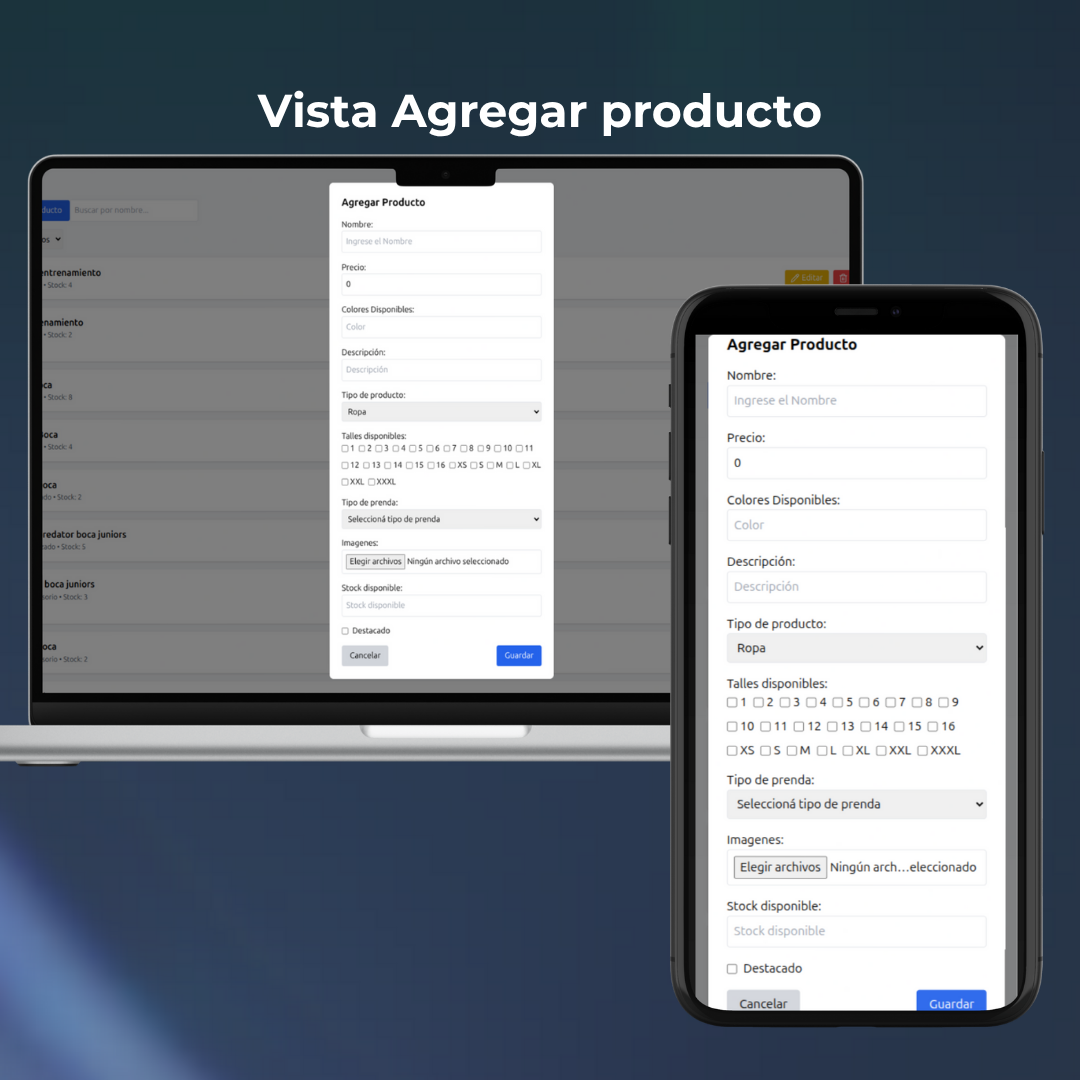 Vista Agregar producto
ducto
Buscar por nombre...
os
entrenamiento
• Stock: 4
Editar
enamiento
• Stock: 2
oca
• Stock: 8
boca
• Stock: 4
oca
do • Stock: 2
redator boca juniors
tado • Stock: 5
boca juniors
sorio • Stock: 3
oca
sorio • Stock: 2
Agregar Producto
Nombre:
Ingrese el Nombre
Precio:
0
Colores Disponibles:
Color
Descripción:
Descripción
Tipo de producto:
Ropa
Talles disponibles:
1 2 3 4 5 6 7 8 9 10 11
12 13 14 15 16 XS S M L XL
XXL XXXL
Tipo de prenda:
Seleccioná tipo de prenda
Imagenes:
Elegir archivos Ningún archivo seleccionado
Stock disponible:
Stock disponible
Destacado
Cancelar Guardar
Agregar Producto
Nombre:
Ingrese el Nombre
Precio:
0
Colores Disponibles:
Color
Descripción:
Descripción
Tipo de producto:
Ropa
Talles disponibles:
1 2 3 4 5 6 7 8 9
10 11 12 13 14 15 16
XS S M L XL XXL XXXL
Tipo de prenda:
Seleccioná tipo de prenda
Imagenes:
Elegir archivos Ningún arch...eleccionado
Stock disponible:
Stock disponible
Destacado
Cancelar Guardar